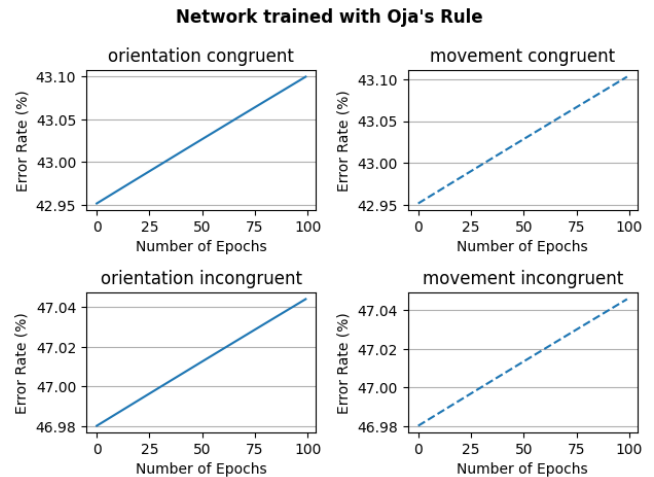 Network trained with Oja's Rule
orientation congruent
Error Rate (%)
43.10
43.05
43.00
42.95
0 25 50 75 100
Number of Epochs
movement congruent
Error Rate (%)
43.10
43.05
43.00
42.95
0 25 50 75 100
Number of Epochs
orientation incongruent
Error Rate (%)
47.04
47.02
47.00
46.98
0 25 50 75 100
Number of Epochs
movement incongruent
Error Rate (%)
47.04
47.02
47.00
46.98
0 25 50 75 100
Number of Epochs